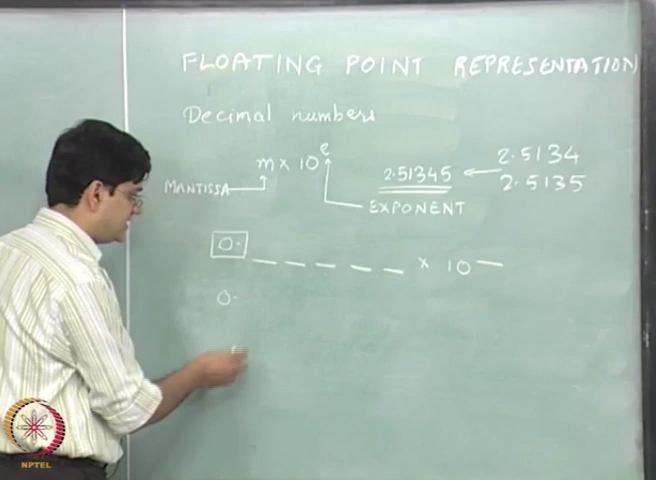 FLOATING POINT REPRESENTATION
Decimal numbers
m × 10^e
MANTISSA
EXPONENT
2.51345
2.5134
2.5135
0. _ _ _ _ _ × 10 _
0.
NPTEL